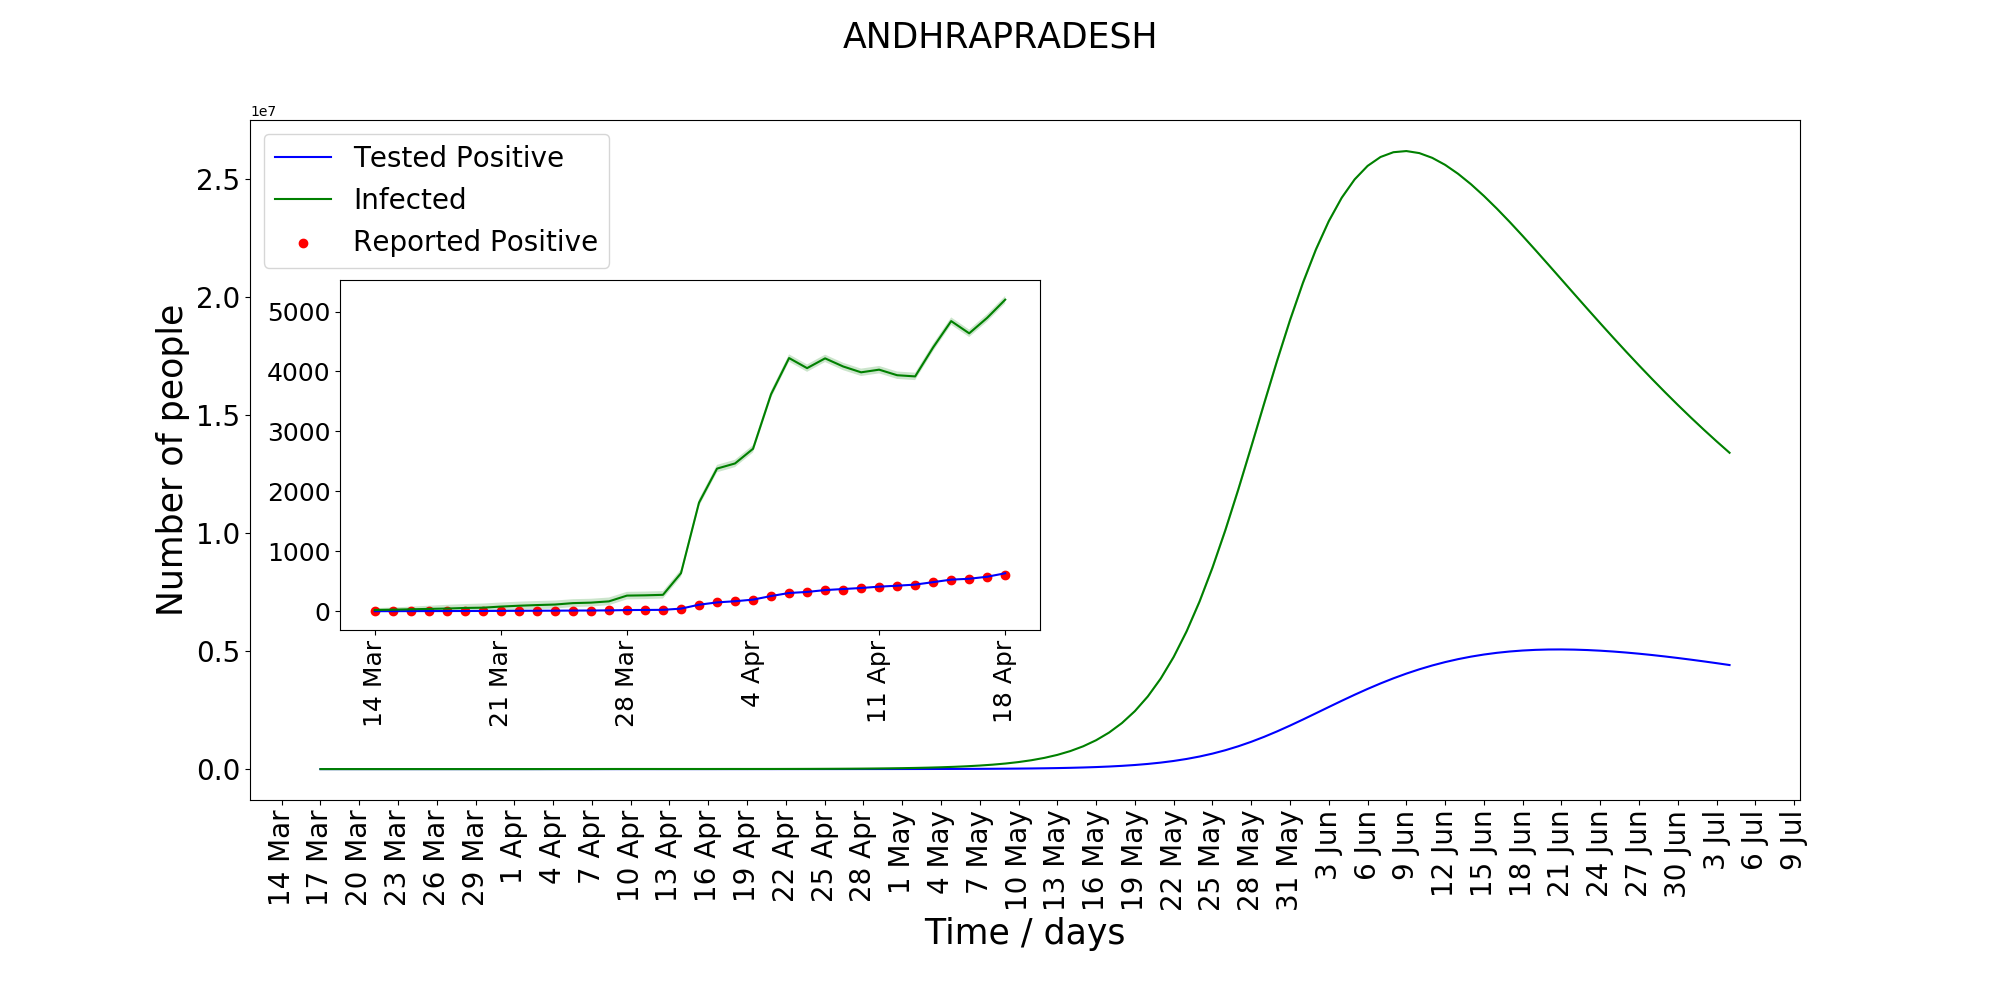 ANDHRAPRADESH
1e7
Tested Positive
Infected
Reported Positive
2.5
2.0
1.5
1.0
0.5
0.0
Number of people
5000
4000
3000
2000
1000
0
14 Mar
21 Mar
28 Mar
4 Apr
11 Apr
18 Apr
14 Mar
17 Mar
20 Mar
23 Mar
26 Mar
29 Mar
1 Apr
4 Apr
7 Apr
10 Apr
13 Apr
16 Apr
19 Apr
22 Apr
25 Apr
28 Apr
1 May
4 May
7 May
10 May
13 May
16 May
19 May
22 May
25 May
28 May
31 May
3 Jun
6 Jun
9 Jun
12 Jun
15 Jun
18 Jun
21 Jun
24 Jun
27 Jun
30 Jun
3 Jul
6 Jul
9 Jul
Time / days